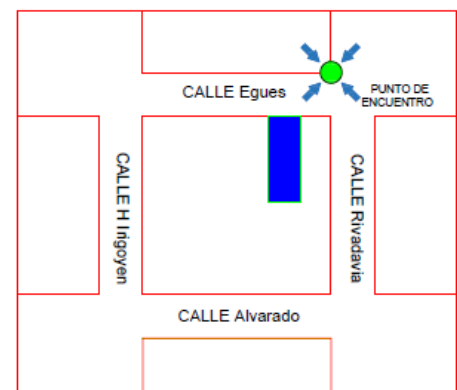 CALLE Egues
PUNTO DE
ENCUENTRO
CALLE H Irigoyen
CALLE Rivadavia
CALLE Alvarado